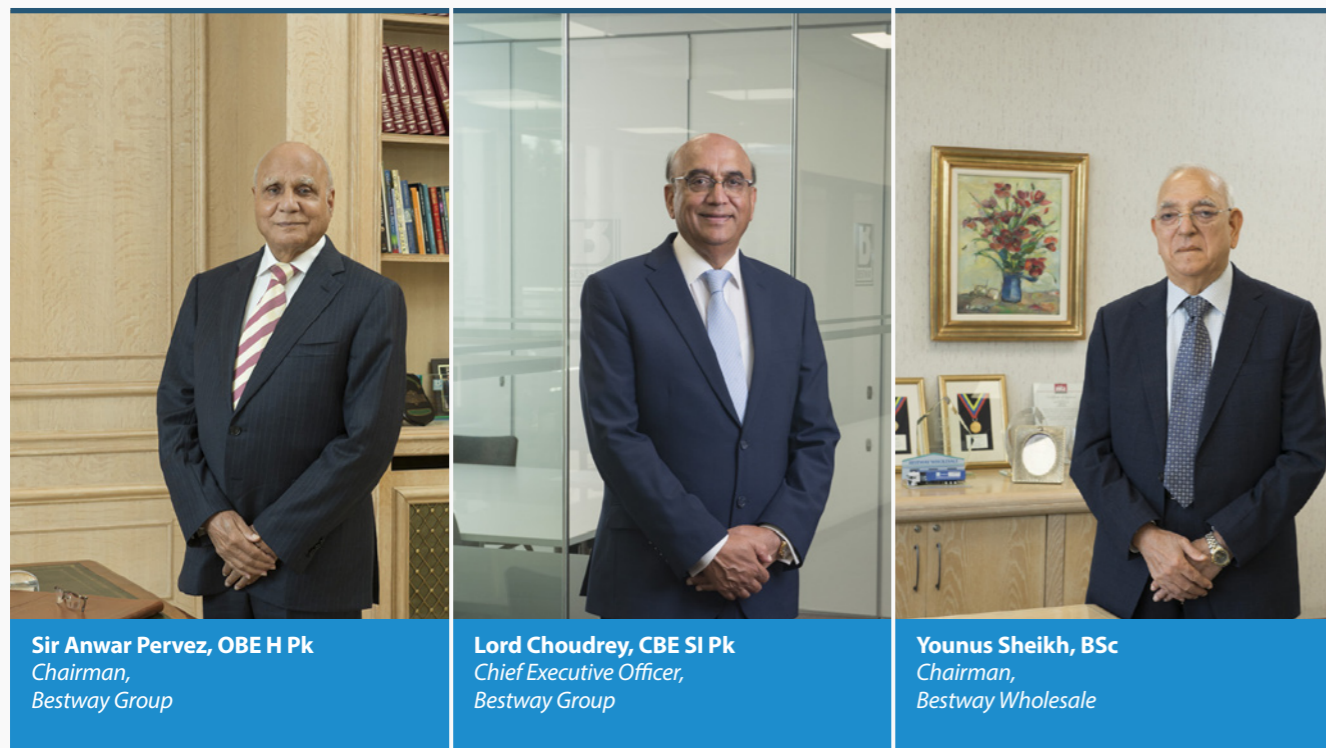 Sir Anwar Pervez, OBE H Pk
Chairman,
Bestway Group
Lord Choudrey, CBE SI Pk
Chief Executive Officer,
Bestway Group
Younus Sheikh, BSc
Chairman,
Bestway Wholesale